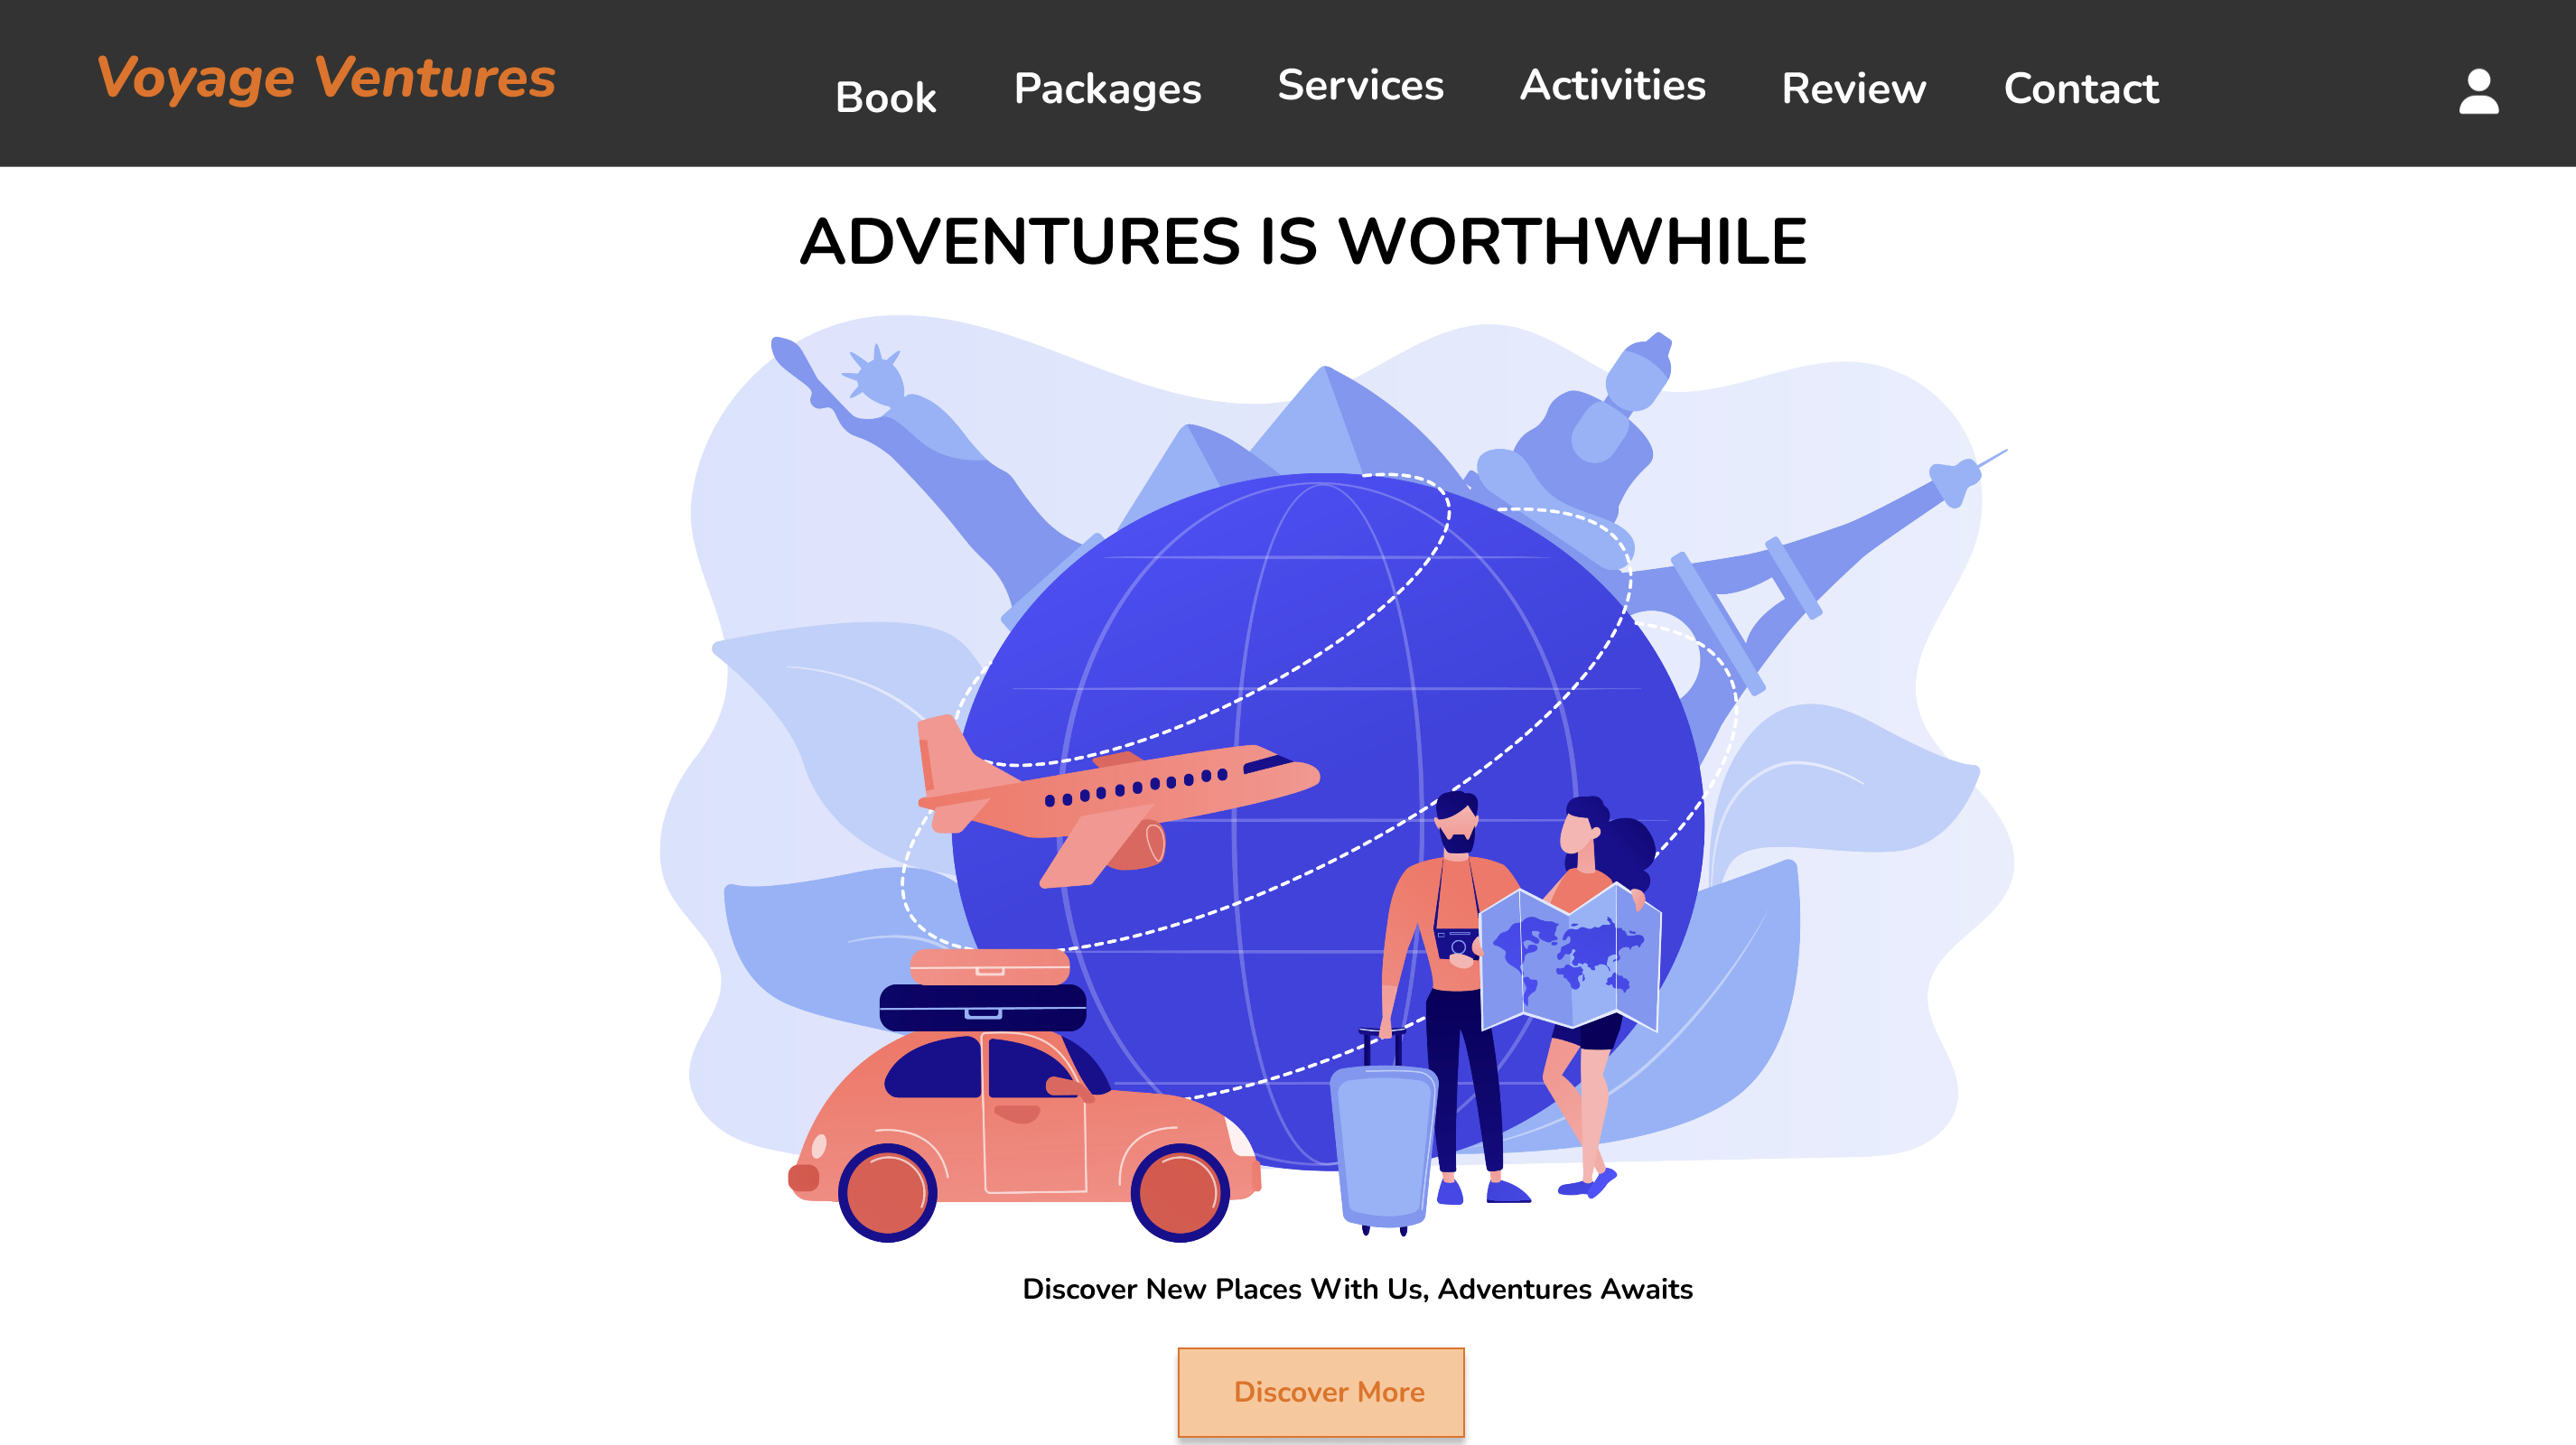 Voyage Ventures
Book Packages Services Activities Review Contact
ADVENTURES IS WORTHWHILE
Discover New Places With Us, Adventures Awaits
Discover More